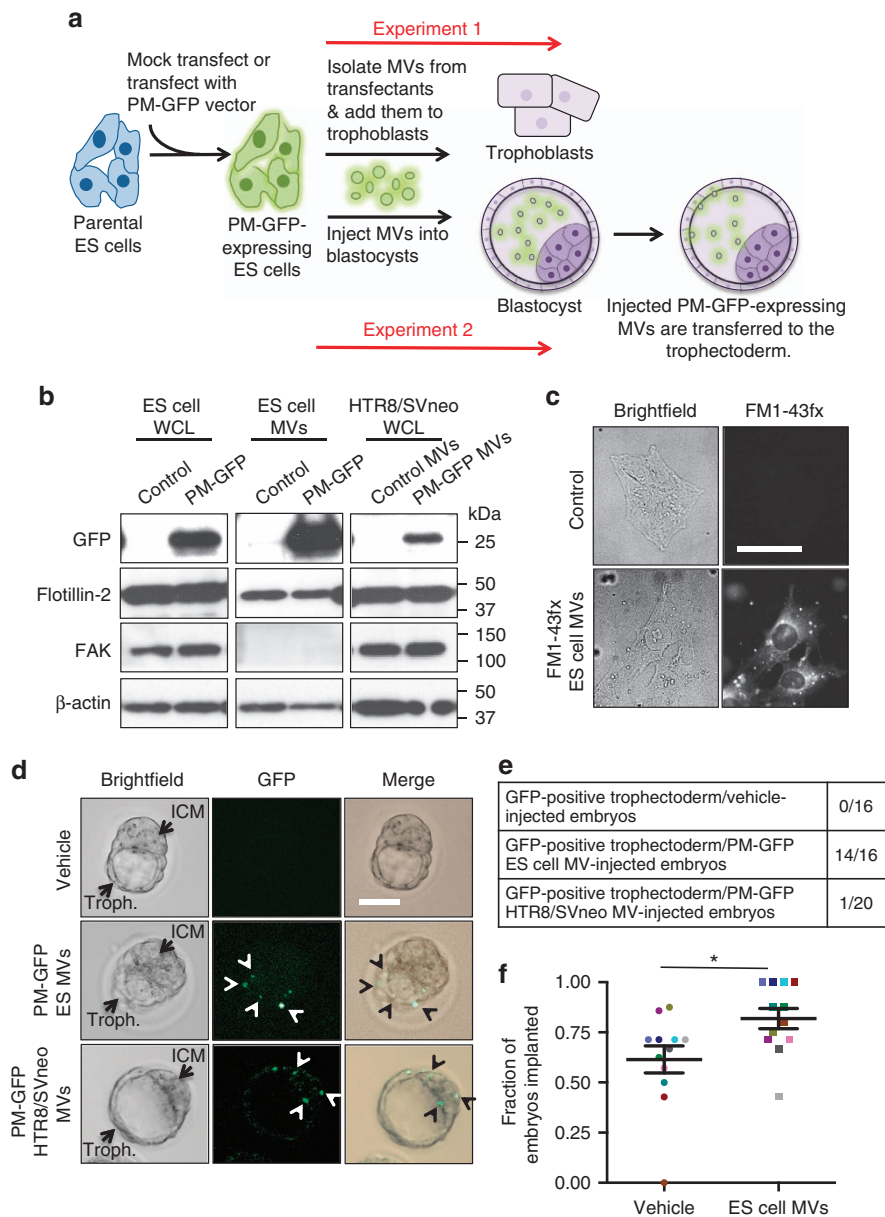 a
Experiment 1
Mock transfect or
transfect with
PM-GFP vector
Isolate MVs from
transfectants
& add them to
trophoblasts
Trophoblasts
Parental
ES cells
PM-GFP-
expressing
ES cells
Inject MVs into
blastocysts
Blastocyst
Injected PM-GFP-expressing
MVs are transferred to the
trophectoderm.
Experiment 2
b
ES cell
WCL
ES cell
MVs
HTR8/SVneo
WCL
Control
PM-GFP
Control
PM-GFP
Control MVs
PM-GFP MVs
kDa
GFP
25
Flotillin-2
50
37
FAK
150
100
β-actin
50
37
c
Brightfield
FM1-43fx
Control
FM1-43fx
ES cell MVs
d
Brightfield
GFP
Merge
Vehicle
ICM
Troph.
PM-GFP
ES MVs
ICM
Troph.
PM-GFP
HTR8/SVneo
MVs
ICM
Troph.
e
GFP-positive trophectoderm/vehicle-
injected embryos
0/16
GFP-positive trophectoderm/PM-GFP
ES cell MV-injected embryos
14/16
GFP-positive trophectoderm/PM-GFP
HTR8/SVneo MV-injected embryos
1/20
f
*
Fraction of
embryos implanted
1.00
0.75
0.50
0.25
0.00
Vehicle
ES cell MVs